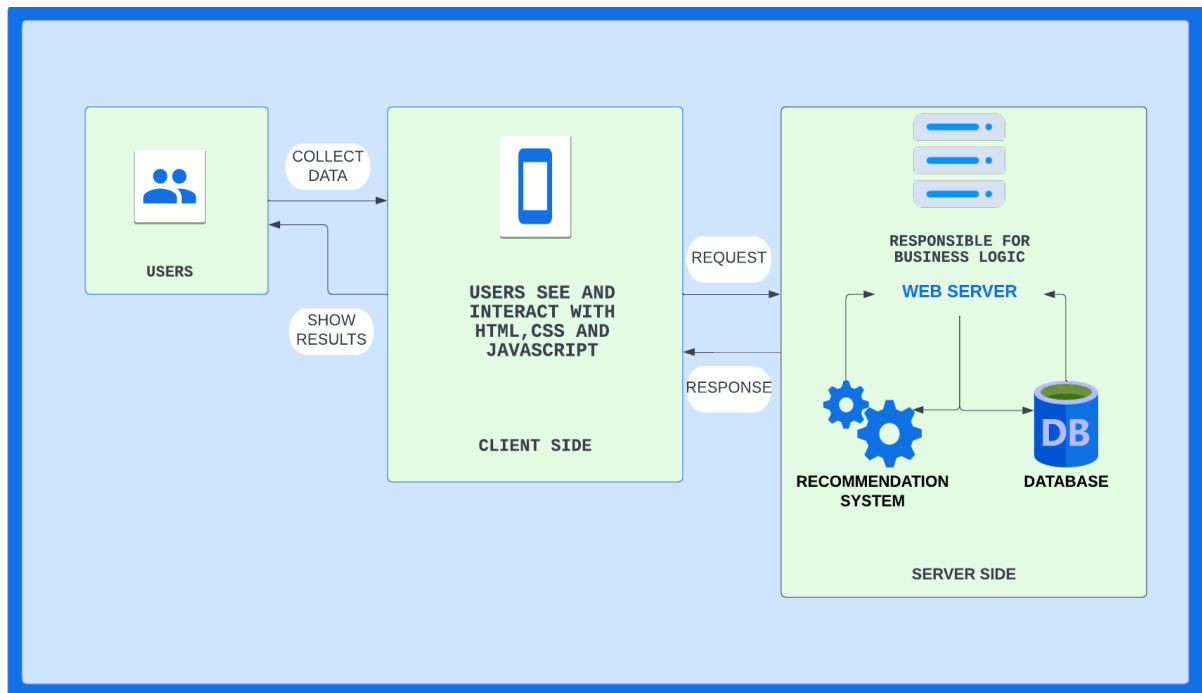 COLLECT
DATA
USERS
SHOW
RESULTS
USERS SEE AND
INTERACT WITH
HTML,CSS AND
JAVASCRIPT
CLIENT SIDE
REQUEST
RESPONSE
RESPONSIBLE FOR
BUSINESS LOGIC
WEB SERVER
DB
RECOMMENDATION
SYSTEM
DATABASE
SERVER SIDE